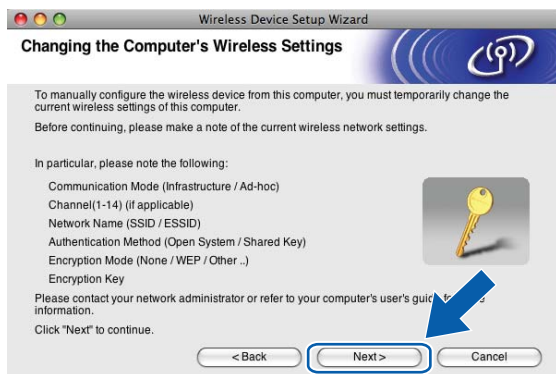 Wireless Device Setup Wizard
Changing the Computer's Wireless Settings
To manually configure the wireless device from this computer, you must temporarily change the
current wireless settings of this computer.
Before continuing, please make a note of the current wireless network settings.
In particular, please note the following:
Communication Mode (Infrastructure / Ad-hoc)
Channel(1-14) (if applicable)
Network Name (SSID / ESSID)
Authentication Method (Open System / Shared Key)
Encryption Mode (None / WEP / Other ..)
Encryption Key
Please contact your network administrator or refer to your computer's user's
information.
Click "Next" to continue.
< Back Next > Cancel